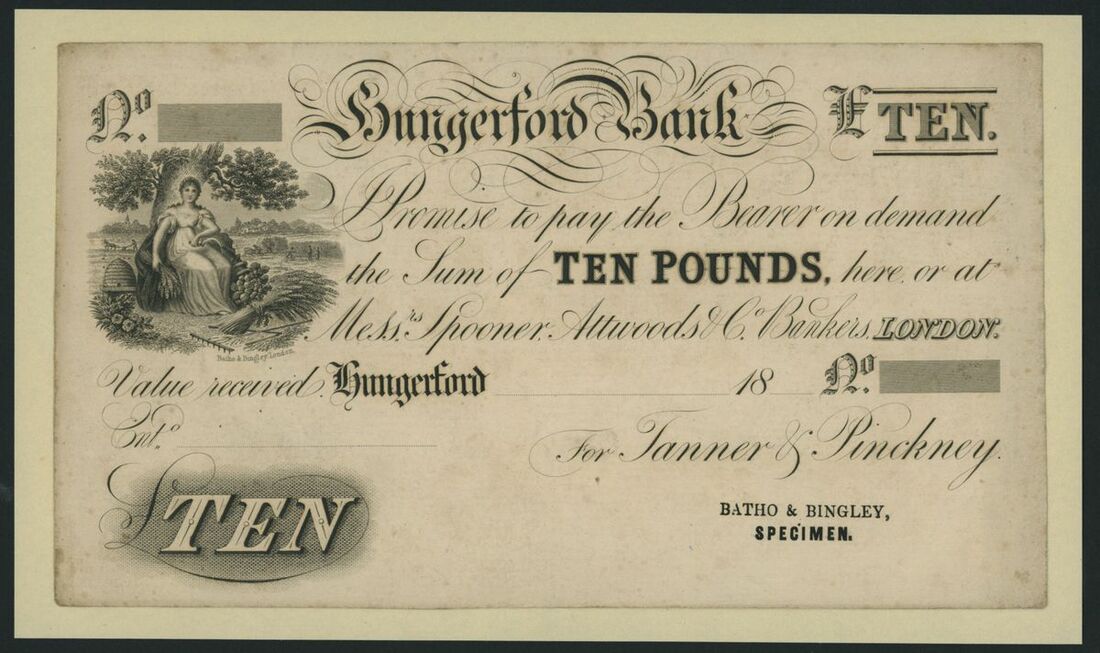 No. Hungerford Bank £TEN.
I Promise to pay the Bearer on demand
the Sum of TEN POUNDS, here, or at
Messrs. Spooner, Attwoods & Co. Bankers, LONDON.
Batho & Bingley, London.
Value received. Hungerford 18 No.
Entd.
For Tanner & Pinckney.
£TEN
BATHO & BINGLEY,
SPECIMEN.